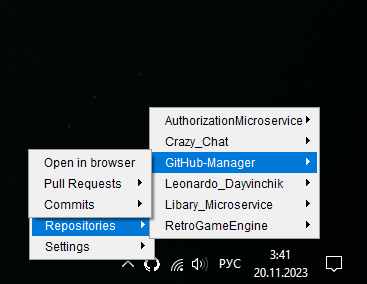 AuthorizationMicroservice
Crazy_Chat
GitHub-Manager
Leonardo_Dayvinchik
Libary_Microservice
RetroGameEngine
Open in browser
Pull Requests
Commits
Repositories
Settings
РУС
3:41
20.11.2023